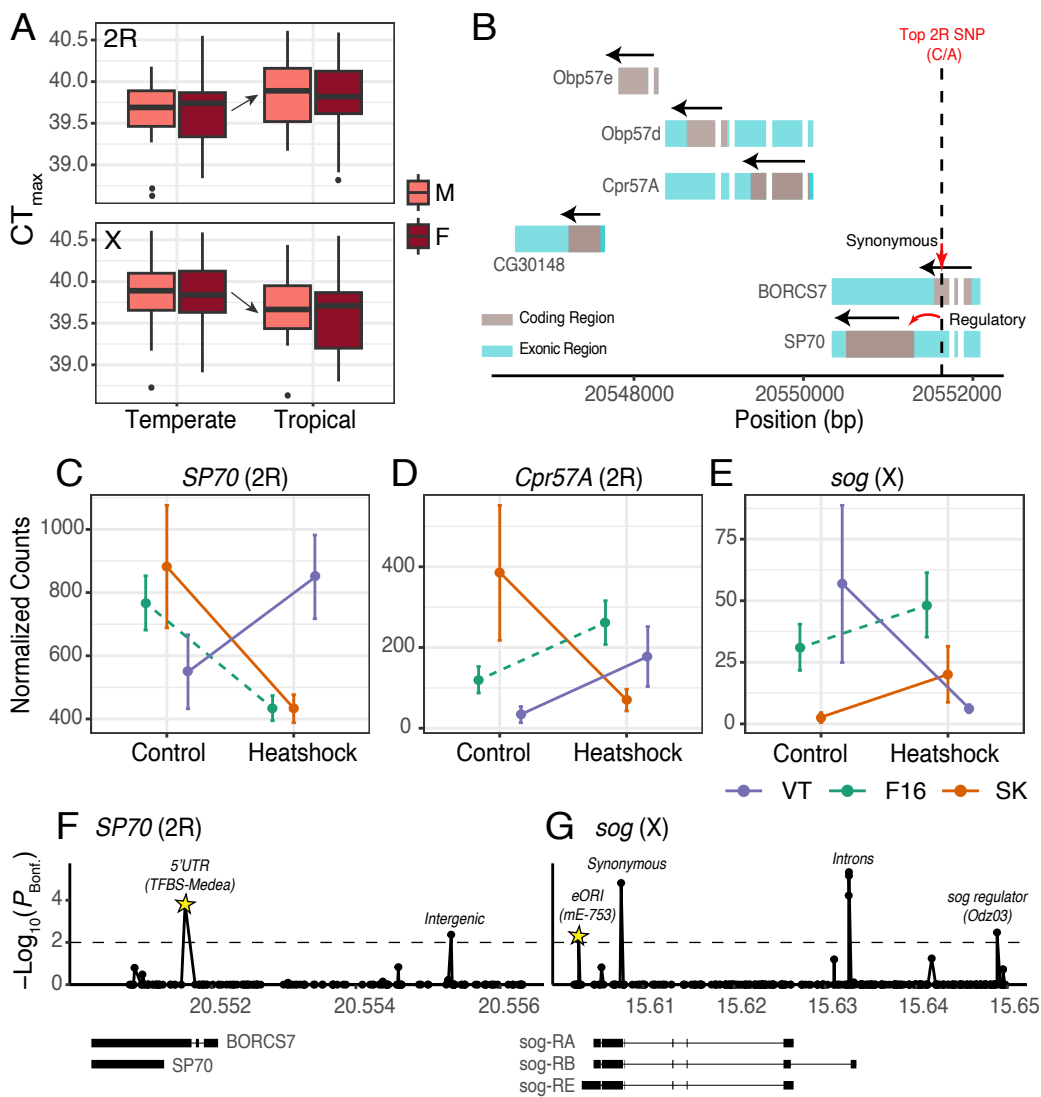 A
2R
40.5
40.0
39.5
39.0
X
40.5
40.0
39.5
39.0
CTmax
Temperate
Tropical
M
F
B
Top 2R SNP
(C/A)
Obp57e
Obp57d
Cpr57A
CG30148
Synonymous
BORCS7
Regulatory
SP70
Coding Region
Exonic Region
20548000
20550000
20552000
Position (bp)
C
SP70 (2R)
Normalized Counts
1000
800
600
400
Control
Heatshock
D
Cpr57A (2R)
400
200
0
Control
Heatshock
E
sog (X)
75
50
25
0
Control
Heatshock
VT
F16
SK
F
SP70 (2R)
−Log10(PBonf.)
4
2
0
5'UTR
(TFBS-Medea)
Intergenic
20.552
20.554
20.556
BORCS7
SP70
G
sog (X)
eORI
(mE-753)
Synonymous
Introns
sog regulator
(Odz03)
15.61
15.62
15.63
15.64
15.65
sog-RA
sog-RB
sog-RE